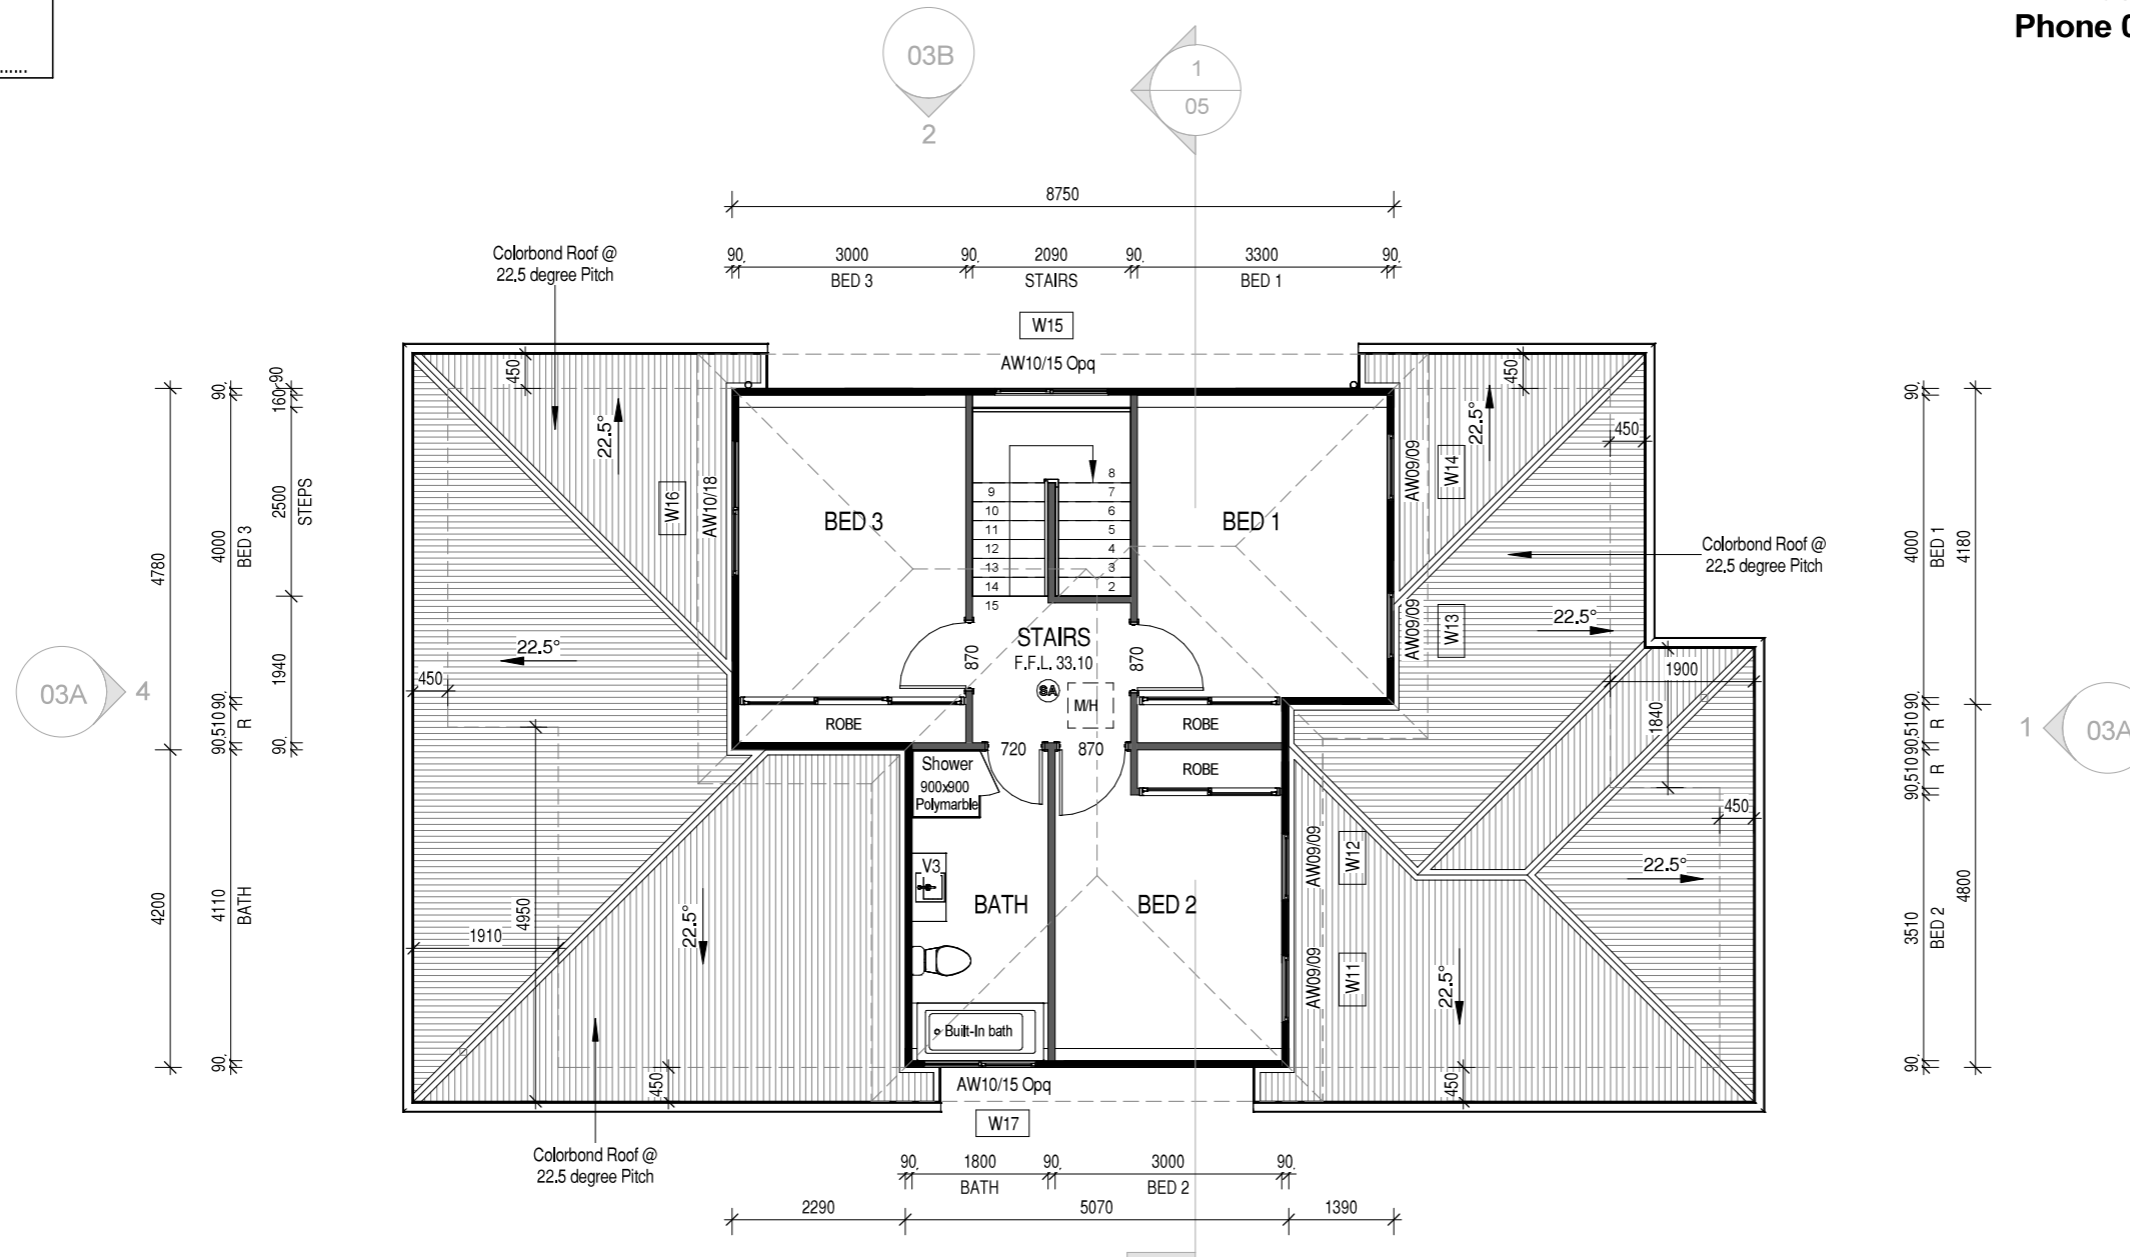 Phone 0
......
03B
2
1
05
8750
90. 3000 90. 2090 90. 3300 90.
BED 3 STAIRS BED 1
Colorbond Roof @
22.5 degree Pitch
W15
AW10/15 Opq
450
450
22.5°
22.5°
450
W16
AW10/18
AW09/09
W14
BED 3
BED 1
8
9 7
10 6
11 5
12 4
13 3
14 2
15
Colorbond Roof @
22.5 degree Pitch
AW09/09
W13
22.5°
STAIRS
F.F.L. 33.10
870
870
SA
M/H
22.5°
450
1900
1840
ROBE
ROBE
720
870
ROBE
Shower
900x900
Polymarble
450
V3
AW09/09
W12
22.5°
BATH
BED 2
4950
1910
22.5°
AW09/09
W11
22.5°
Built-In bath
450
450
AW10/15 Opq
W17
Colorbond Roof @
22.5 degree Pitch
90. 1800 90. 3000 90.
BATH BED 2
2290 5070 1390
4780
4200
90.
4000
BED 3
90.
510
R
90.
4110
BATH
90.
90
160
2500
STEPS
1940
90.
03A 4
90.
4000
BED 1
90.
510
R
90.
510
R
90.
3510
BED 2
90.
4180
4800
1 03A